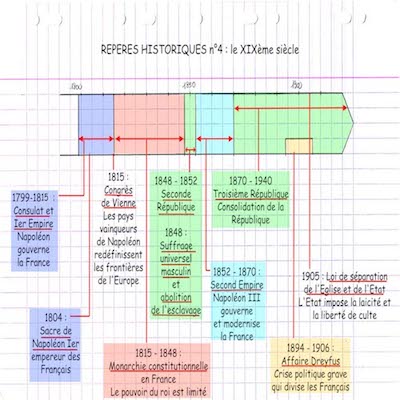 REPERES HISTORIQUES n°4 : le XIXème siècle
1800
1850
1900
1799-1815 :
Consulat et
Ier Empire
Napoléon
gouverne
la France
1815 :
Congrès
de Vienne
Les pays
vainqueurs
de Napoléon
redéfinissent
les frontières
de l'Europe
1848 - 1852
Seconde
République
1848 :
Suffrage
universel
masculin
et
abolition
de l'esclavage
1870 - 1940
Troisième République
Consolidation de la
République
1852 - 1870 :
Second Empire
Napoléon III
gouverne
et modernise
la France
1905 : Loi de séparation
de l'Eglise et de l'Etat
L'Etat impose la laïcité et
la liberté de culte
1804 :
Sacre de
Napoléon Ier
empereur des
Français
1815 - 1848 :
Monarchie constitutionnelle
en France
Le pouvoir du roi est limité
1894 - 1906 :
Affaire Dreyfus
Crise politique grave
qui divise les Français